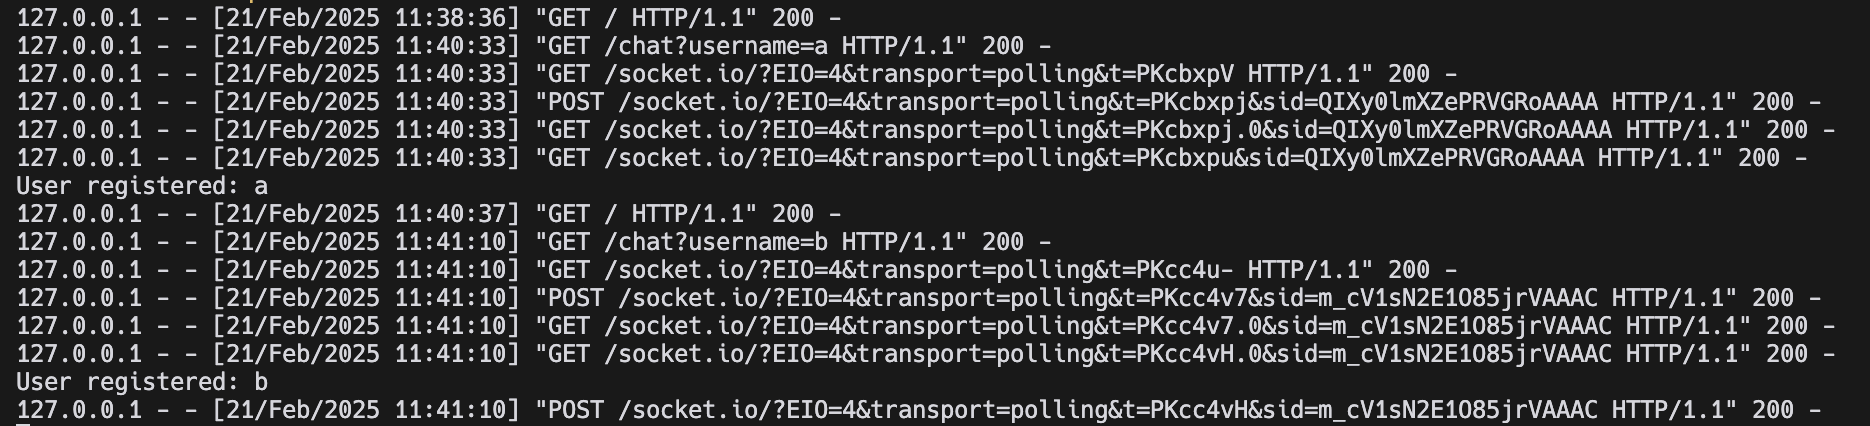 127.0.0.1 - - [21/Feb/2025 11:38:36] "GET / HTTP/1.1" 200 -
127.0.0.1 - - [21/Feb/2025 11:40:33] "GET /chat?username=a HTTP/1.1" 200 -
127.0.0.1 - - [21/Feb/2025 11:40:33] "GET /socket.io/?EIO=4&transport=polling&t=PKcbxpV HTTP/1.1" 200 -
127.0.0.1 - - [21/Feb/2025 11:40:33] "POST /socket.io/?EIO=4&transport=polling&t=PKcbxpj&sid=QIXy0lmXZePRVGRoAAAA HTTP/1.1" 200 -
127.0.0.1 - - [21/Feb/2025 11:40:33] "GET /socket.io/?EIO=4&transport=polling&t=PKcbxpj.0&sid=QIXy0lmXZePRVGRoAAAA HTTP/1.1" 200 -
127.0.0.1 - - [21/Feb/2025 11:40:33] "GET /socket.io/?EIO=4&transport=polling&t=PKcbxpu&sid=QIXy0lmXZePRVGRoAAAA HTTP/1.1" 200 -
User registered: a
127.0.0.1 - - [21/Feb/2025 11:40:37] "GET / HTTP/1.1" 200 -
127.0.0.1 - - [21/Feb/2025 11:41:10] "GET /chat?username=b HTTP/1.1" 200 -
127.0.0.1 - - [21/Feb/2025 11:41:10] "GET /socket.io/?EIO=4&transport=polling&t=PKcc4u- HTTP/1.1" 200 -
127.0.0.1 - - [21/Feb/2025 11:41:10] "POST /socket.io/?EIO=4&transport=polling&t=PKcc4v7&sid=m_cV1sN2E1O85jrVAAAC HTTP/1.1" 200 -
127.0.0.1 - - [21/Feb/2025 11:41:10] "GET /socket.io/?EIO=4&transport=polling&t=PKcc4v7.0&sid=m_cV1sN2E1O85jrVAAAC HTTP/1.1" 200 -
127.0.0.1 - - [21/Feb/2025 11:41:10] "GET /socket.io/?EIO=4&transport=polling&t=PKcc4vH.0&sid=m_cV1sN2E1O85jrVAAAC HTTP/1.1" 200 -
User registered: b
127.0.0.1 - - [21/Feb/2025 11:41:10] "POST /socket.io/?EIO=4&transport=polling&t=PKcc4vH&sid=m_cV1sN2E1O85jrVAAAC HTTP/1.1" 200 -